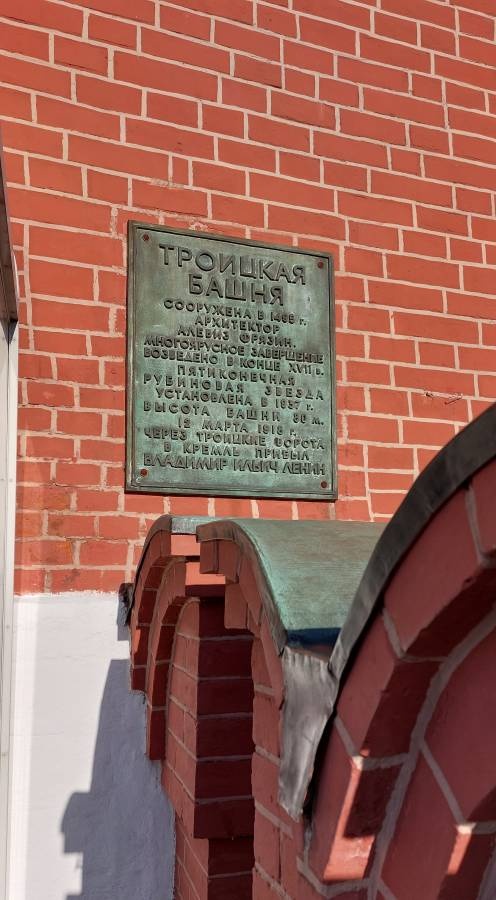 ТРОИЦКАЯ
БАШНЯ
СООРУЖЕНА В 1498 г.
АРХИТЕКТОР
АЛЕВИЗ ФРЯЗИН.
МНОГОЯРУСНОЕ ЗАВЕРШЕНИЕ
ВОЗВЕДЕНО В КОНЦЕ XVII в.
ПЯТИКОНЕЧНАЯ
РУБИНОВАЯ ЗВЕЗДА
УСТАНОВЛЕНА В 1937 г.
ВЫСОТА БАШНИ 80 м.
12 МАРТА 1918 г.
ЧЕРЕЗ ТРОИЦКИЕ ВОРОТА
В КРЕМЛЬ ПРИБЫЛ
ВЛАДИМИР ИЛЬИЧ ЛЕНИН